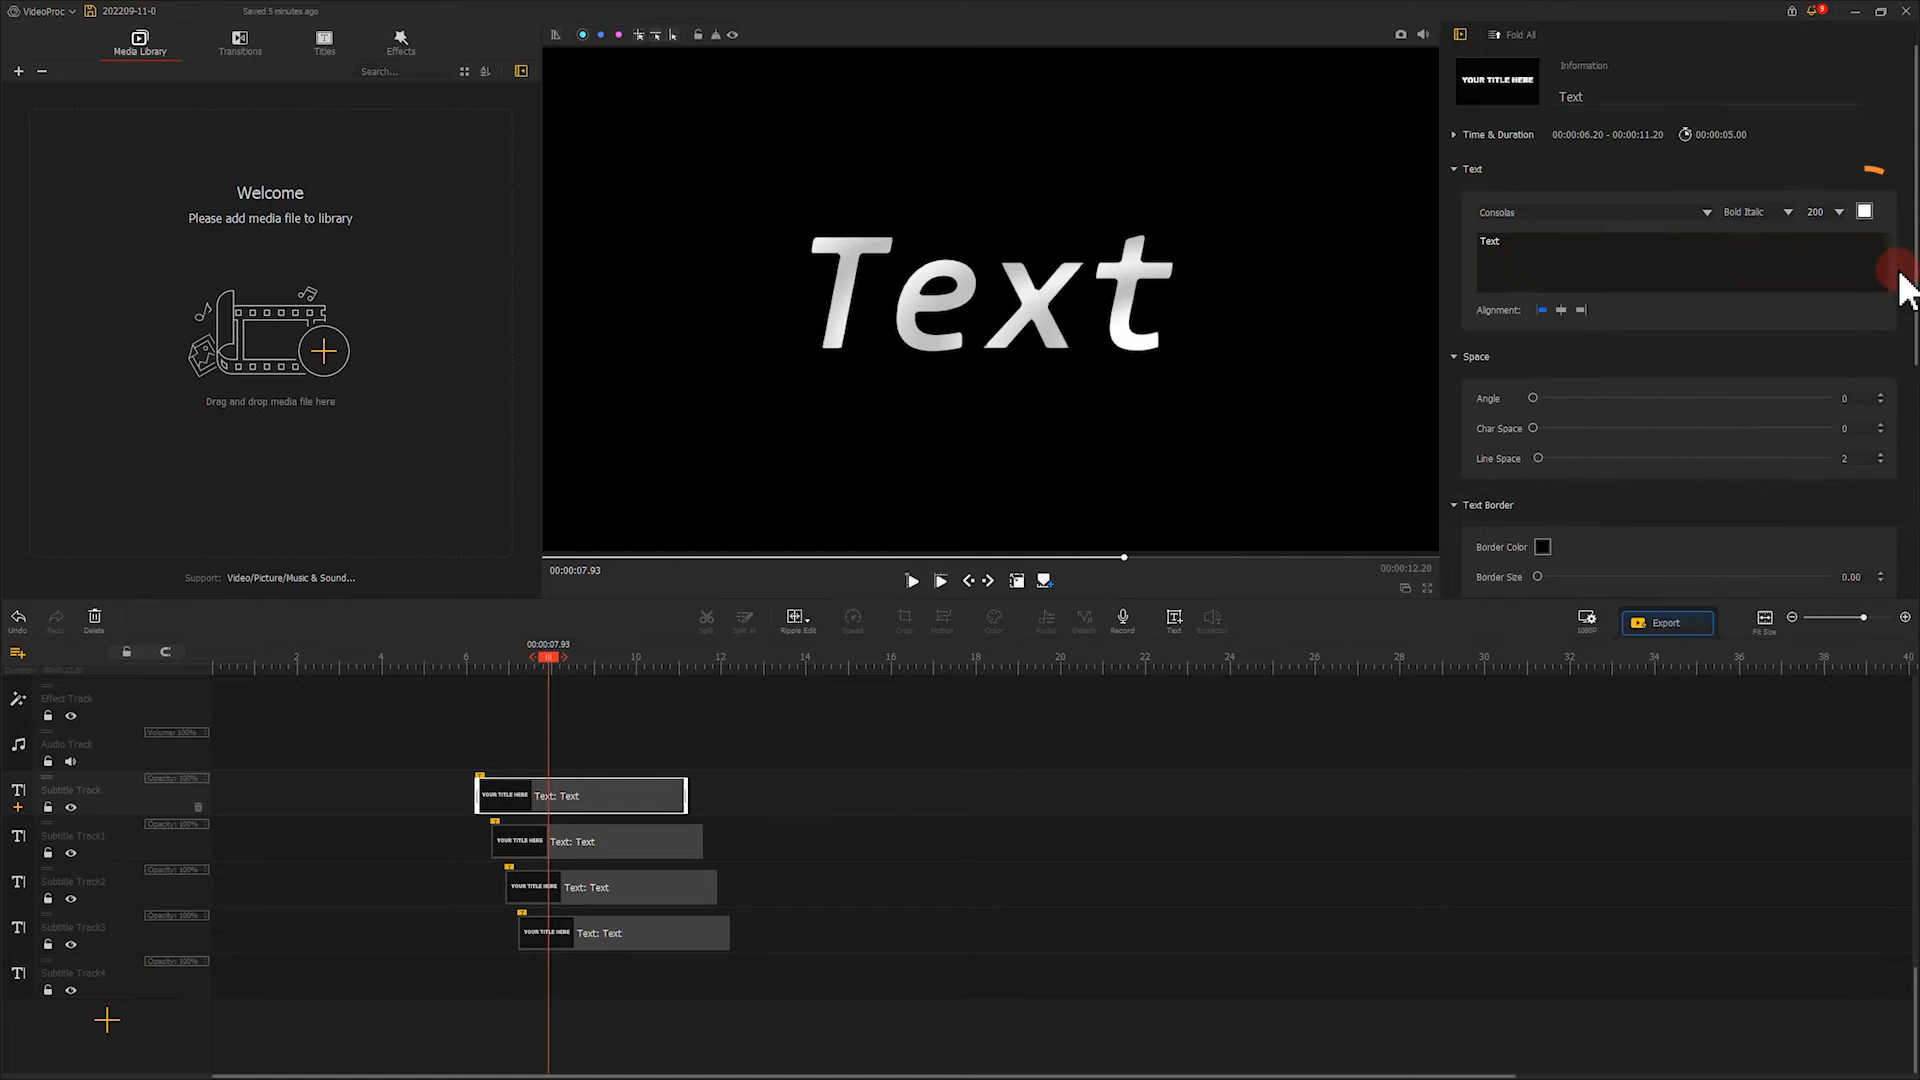 VideoProc
202209-11-0
Saved 5 minutes ago
9
Media Library
Transitions
Titles
Effects
Search...
Fold All
YOUR TITLE HERE
Information
Text
Time & Duration
00:00:06.20 - 00:00:11.20
00:00:05.00
Text
Consolas
Bold Italic
200
Text
Alignment:
Welcome
Please add media file to library
Drag and drop media file here
Support: Video/Picture/Music & Sound...
Text
Space
Angle
0
Char Space
0
Line Space
2
Text Border
Border Color
Border Size
0.00
00:00:07.93
00:00:12.20
Undo
Redo
Delete
Split
Split all
Ripple Edit
Speed
Crop
Motion
Color
Audio
Detach
Record
Text
Extractor
1080P
Export
Fit Size
00:00:07.93
2 4 6 10 12 14 16 18 20 22 24 26 28 30 32 34 36 38 40
Duration: 00:00:12.20
Effect Track
Volume: 100%
Audio Track
Opacity: 100%
Subtitle Track
YOUR TITLE HERE
Text: Text
Opacity: 100%
Subtitle Track1
YOUR TITLE HERE
Text: Text
Opacity: 100%
Subtitle Track2
YOUR TITLE HERE
Text: Text
Opacity: 100%
Subtitle Track3
YOUR TITLE HERE
Text: Text
Opacity: 100%
Subtitle Track4